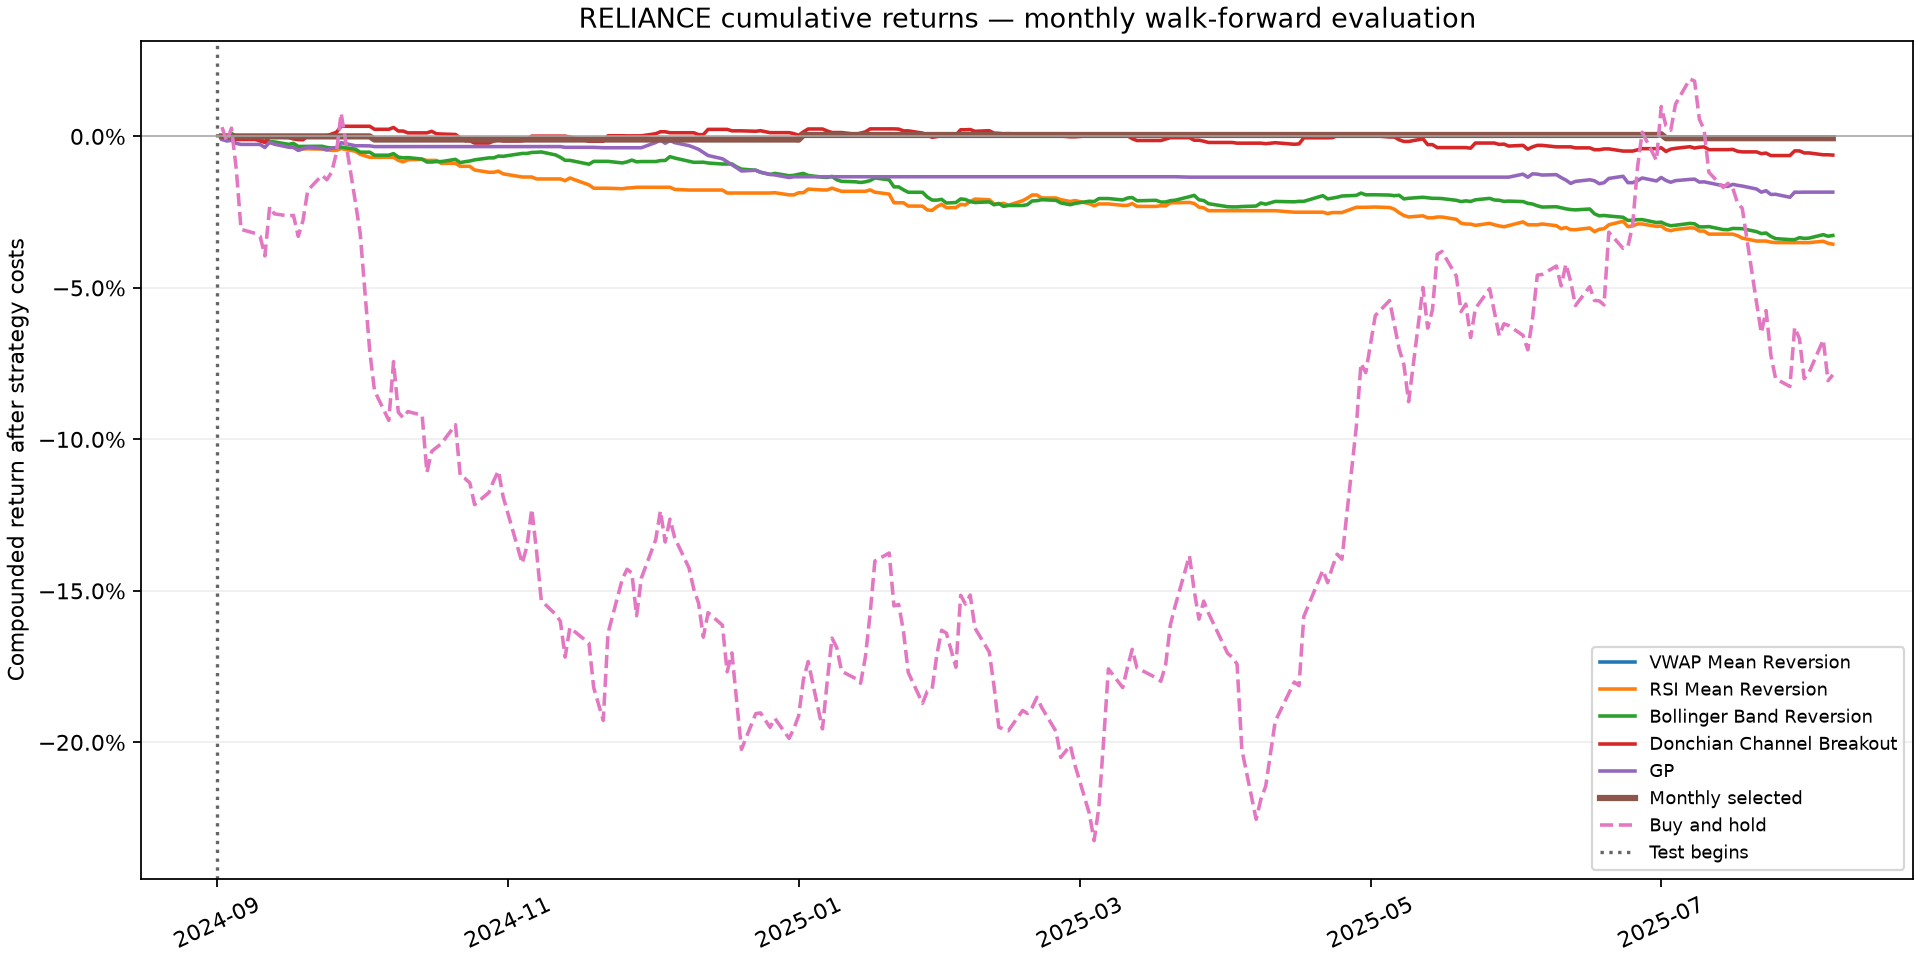 RELIANCE cumulative returns — monthly walk-forward evaluation
Compounded return after strategy costs
0.0%
−5.0%
−10.0%
−15.0%
−20.0%
2024-09
2024-11
2025-01
2025-03
2025-05
2025-07
VWAP Mean Reversion
RSI Mean Reversion
Bollinger Band Reversion
Donchian Channel Breakout
GP
Monthly selected
Buy and hold
Test begins